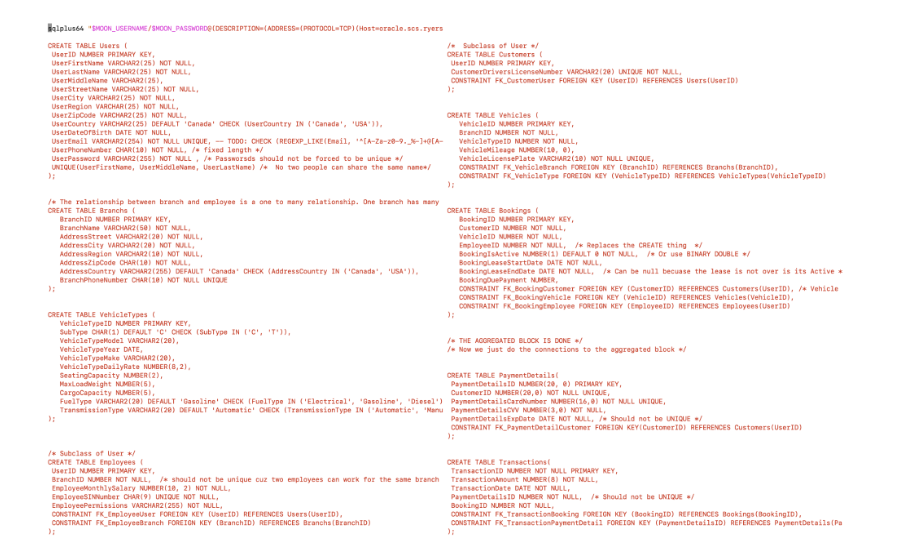 sqlplus64 "$MOON_USERNAME/$MOON_PASSWORD@(DESCRIPTION=(ADDRESS=(PROTOCOL=TCP)(Host=oracle.scs.ryers
CREATE TABLE Users (
UserID NUMBER PRIMARY KEY,
UserFirstName VARCHAR2(25) NOT NULL,
UserLastName VARCHAR2(25) NOT NULL,
UserMiddleName VARCHAR2(25),
UserStreetName VARCHAR2(25) NOT NULL,
UserCity VARCHAR2(25) NOT NULL,
UserRegion VARCHAR2(25) NOT NULL,
UserZipCode VARCHAR2(25) NOT NULL,
UserCountry VARCHAR2(25) DEFAULT 'Canada' CHECK (UserCountry IN ('Canada', 'USA')),
UserDateOfBirth DATE NOT NULL,
UserEmail VARCHAR2(254) NOT NULL UNIQUE, -- TODO: CHECK (REGEXP_LIKE(Email, '^[A-Za-z0-9._%-]+@[A-
UserPhoneNumber CHAR(10) NOT NULL, /* fixed length */
UserPassword VARCHAR2(255) NOT NULL , /* Passworsds should not be forced to be unique */
UNIQUE(UserFirstName, UserMiddleName, UserLastName) /* No two people can share the same name*/
);
/* The relationship between branch and employee is a one to many relationship. One branch has many
CREATE TABLE Branchs (
BranchID NUMBER PRIMARY KEY,
BranchName VARCHAR2(50) NOT NULL,
AddressStreet VARCHAR2(20) NOT NULL,
AddressCity VARCHAR2(20) NOT NULL,
AddressRegion VARCHAR2(10) NOT NULL,
AddressZipCode CHAR(10) NOT NULL,
AddressCountry VARCHAR2(255) DEFAULT 'Canada' CHECK (AddressCountry IN ('Canada', 'USA')),
BranchPhoneNumber CHAR(10) NOT NULL UNIQUE
);
CREATE TABLE VehicleTypes (
VehicleTypeID NUMBER PRIMARY KEY,
SubType CHAR(1) DEFAULT 'C' CHECK (SubType IN ('C', 'T')),
VehicleTypeModel VARCHAR2(20),
VehicleTypeYear DATE,
VehicleTypeMake VARCHAR2(20),
VehicleTypeDailyRate NUMBER(8,2),
SeatingCapacity NUMBER(2),
MaxLoadWeight NUMBER(5),
CargoCapacity NUMBER(5),
FuelType VARCHAR2(20) DEFAULT 'Gasoline' CHECK (FuelType IN ('Electrical', 'Gasoline', 'Diesel')
TransmissionType VARCHAR2(20) DEFAULT 'Automatic' CHECK (TransmissionType IN ('Automatic', 'Manu
);
/* Subclass of User */
CREATE TABLE Employees (
UserID NUMBER PRIMARY KEY,
BranchID NUMBER NOT NULL, /* should not be unique cuz two employees can work for the same branch
EmployeeMonthlySalary NUMBER(10, 2) NOT NULL,
EmployeeSINNumber CHAR(9) UNIQUE NOT NULL,
EmployeePermissions VARCHAR2(255) NOT NULL,
CONSTRAINT FK_EmployeeUser FOREIGN KEY (UserID) REFERENCES Users(UserID),
CONSTRAINT FK_EmployeeBranch FOREIGN KEY (BranchID) REFERENCES Branchs(BranchID)
);
/* Subclass of User */
CREATE TABLE Customers (
UserID NUMBER PRIMARY KEY,
CustomerDriversLicenseNumber VARCHAR2(20) UNIQUE NOT NULL,
CONSTRAINT FK_CustomerUser FOREIGN KEY (UserID) REFERENCES Users(UserID)
);
CREATE TABLE Vehicles (
VehicleID NUMBER PRIMARY KEY,
BranchID NUMBER NOT NULL,
VehicleTypeID NUMBER NOT NULL,
VehicleMileage NUMBER(10, 0),
VehicleLicensePlate VARCHAR2(10) NOT NULL UNIQUE,
CONSTRAINT FK_VehicleBranch FOREIGN KEY (BranchID) REFERENCES Branchs(BranchID),
CONSTRAINT FK_VehicleType FOREIGN KEY (VehicleTypeID) REFERENCES VehicleTypes(VehicleTypeID)
);
CREATE TABLE Bookings (
BookingID NUMBER PRIMARY KEY,
CustomerID NUMBER NOT NULL,
VehicleID NUMBER NOT NULL,
EmployeeID NUMBER NOT NULL, /* Replaces the CREATE thing */
BookingIsActive NUMBER(1) DEFAULT 0 NOT NULL, /* Or use BINARY DOUBLE */
BookingLeaseStartDate DATE NOT NULL,
BookingLeaseEndDate DATE NOT NULL, /* Can be null becuase the lease is not over is its Active *
BookingDuePayment NUMBER,
CONSTRAINT FK_BookingCustomer FOREIGN KEY (CustomerID) REFERENCES Customers(UserID), /* Vehicle
CONSTRAINT FK_BookingVehicle FOREIGN KEY (VehicleID) REFERENCES Vehicles(VehicleID),
CONSTRAINT FK_BookingEmployee FOREIGN KEY (EmployeeID) REFERENCES Employees(UserID)
);
/* THE AGGREGATED BLOCK IS DONE */
/* Now we just do the connections to the aggregated block */
CREATE TABLE PaymentDetails(
PaymentDetailsID NUMBER(20, 0) PRIMARY KEY,
CustomerID NUMBER(20,0) NOT NULL UNIQUE,
PaymentDetailsCardNumber NUMBER(16,0) NOT NULL UNIQUE,
PaymentDetailsCVV NUMBER(3,0) NOT NULL,
PaymentDetailsExpDate DATE NOT NULL, /* Should not be UNIQUE */
CONSTRAINT FK_PaymentDetailCustomer FOREIGN KEY(CustomerID) REFERENCES Customers(UserID)
);
CREATE TABLE Transactions(
TransactionID NUMBER NOT NULL PRIMARY KEY,
TransactionAmount NUMBER(8) NOT NULL,
TransactionDate DATE NOT NULL,
PaymentDetailsID NUMBER NOT NULL, /* Should not be UNIQUE */
BookingID NUMBER NOT NULL,
CONSTRAINT FK_TransactionBooking FOREIGN KEY (BookingID) REFERENCES Bookings(BookingID),
CONSTRAINT FK_TransactionPaymentDetail FOREIGN KEY (PaymentDetailsID) REFERENCES PaymentDetails(Pa
);